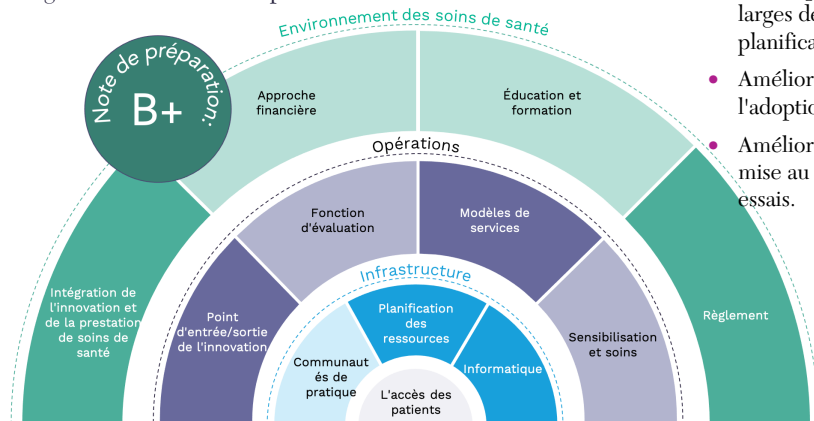 Environnement des soins de santé
larges de
planifica
Note de préparation:
B+
Approche
financière
Éducation et
formation
Amélior
l'adoptio
Opérations
Amélior
mise au
essais.
Fonction
d'évaluation
Modèles de
services
Infrastructure
Intégration de
l'innovation et
de la prestation
de soins de
santé
Point
d'entrée/sortie
de l'innovation
Planification
des
ressources
Règlement
Sensibilisation
et soins
Communaut
és de
pratique
Informatique
L'accès des
patients